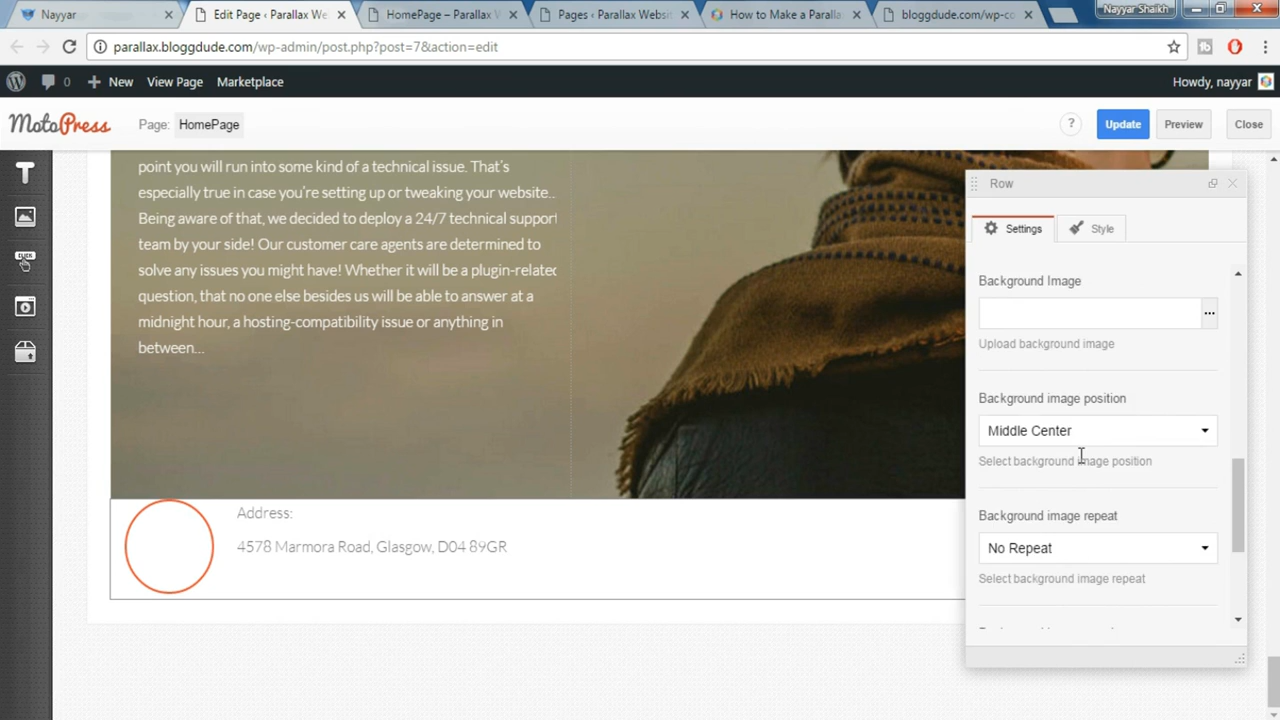 Nayyar
Edit Page ‹ Parallax We
HomePage – Parallax W
Pages ‹ Parallax Websit
How to Make a Paralla
bloggdude.com/wp-co
Nayyar Shaikh
parallax.bloggdude.com/wp-admin/post.php?post=7&action=edit
0
New
View Page
Marketplace
Howdy, nayyar
MotoPress
Page: HomePage
?
Update
Preview
Close
point you will run into some kind of a technical issue. That's
especially true in case you're setting up or tweaking your website..
Being aware of that, we decided to deploy a 24/7 technical support
team by your side! Our customer care agents are determined to
solve any issues you might have! Whether it will be a plugin-related
question, that no one else besides us will be able to answer at a
midnight hour, a hosting-compatibility issue or anything in
between...
Address:
4578 Marmora Road, Glasgow, D04 89GR
Row
Settings
Style
Background Image
...
Upload background image
Background image position
Middle Center
Select background image position
Background image repeat
No Repeat
Select background image repeat
T
CLICK